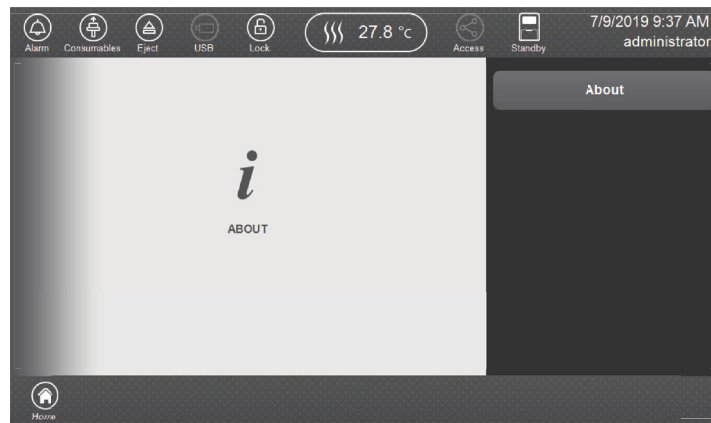 7/9/2019 9:37 AM
27.8 °c
administrator
Alarm Consumables Eject USB Lock Access Standby
About
i
ABOUT
Home